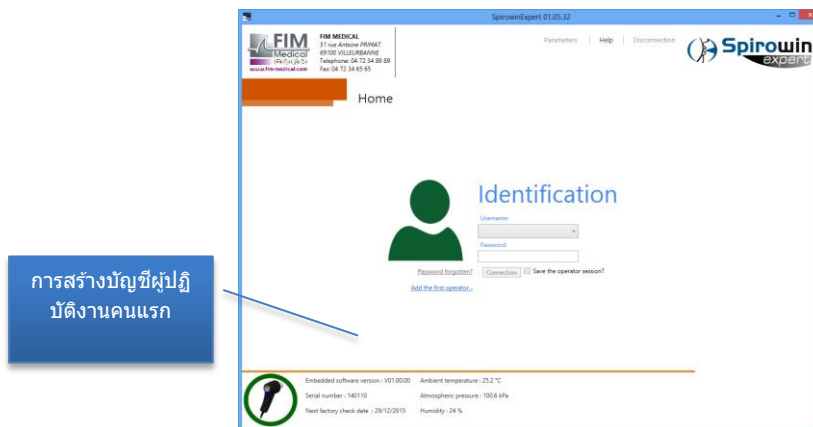 SpirowinExpert 01.05.32
FIM
Medical
www.fim-medical.com
FIM MEDICAL
51 rue Antoine PRIMAT
69100 VILLEURBANNE
Telephone: 04 72 34 89 89
Fax: 04 72 34 65 65
Parameters
Help
Disconnection
Spirowin
expert
Home
Identification
Username:
Password:
Password forgotten?
Connection
Save the operator session?
Add the first operator...
การสร้างบัญชีผู้ปฏิ
บัติงานคนแรก
Embedded software version : V01.00.00
Ambient temperature : 25.2 °C
Serial number : 140110
Atmospheric pressure : 100.6 kPa
Next factory check date : 29/12/2015
Humidity : 24 %